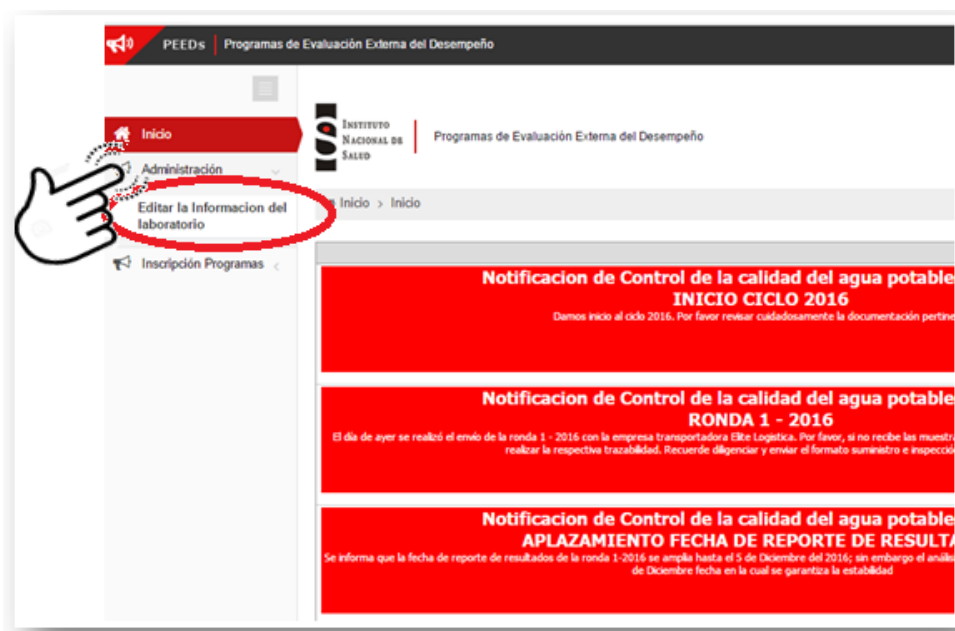 PEEDs Programas de Evaluación Externa del Desempeño
Inicio
Administración
Editar la Informacion del
laboratorio
Inscripción Programas
INSTITUTO
NACIONAL DE
SALUD
Programas de Evaluación Externa del Desempeño
Inicio > Inicio
Notificacion de Control de la calidad del agua potable
INICIO CICLO 2016
Damos inicio al ciclo 2016. Por favor revisar cuidadosamente la documentación pertine
Notificacion de Control de la calidad del agua potable
RONDA 1 - 2016
El día de ayer se realizó el envio de la ronda 1 - 2016 con la empresa transportadora Elite Logistica. Por favor, si no recibe las muestr
realizar la respectiva trazabilidad. Recuerde diligenciar y enviar el formato suministro e inspecció
Notificacion de Control de la calidad del agua potable
APLAZAMIENTO FECHA DE REPORTE DE RESULTA
Se informa que la fecha de reporte de resultados de la ronda 1-2016 se amplia hasta el 5 de Diciembre del 2016; sin embargo el anális
de Diciembre fecha en la cual se garantiza la estabilidad